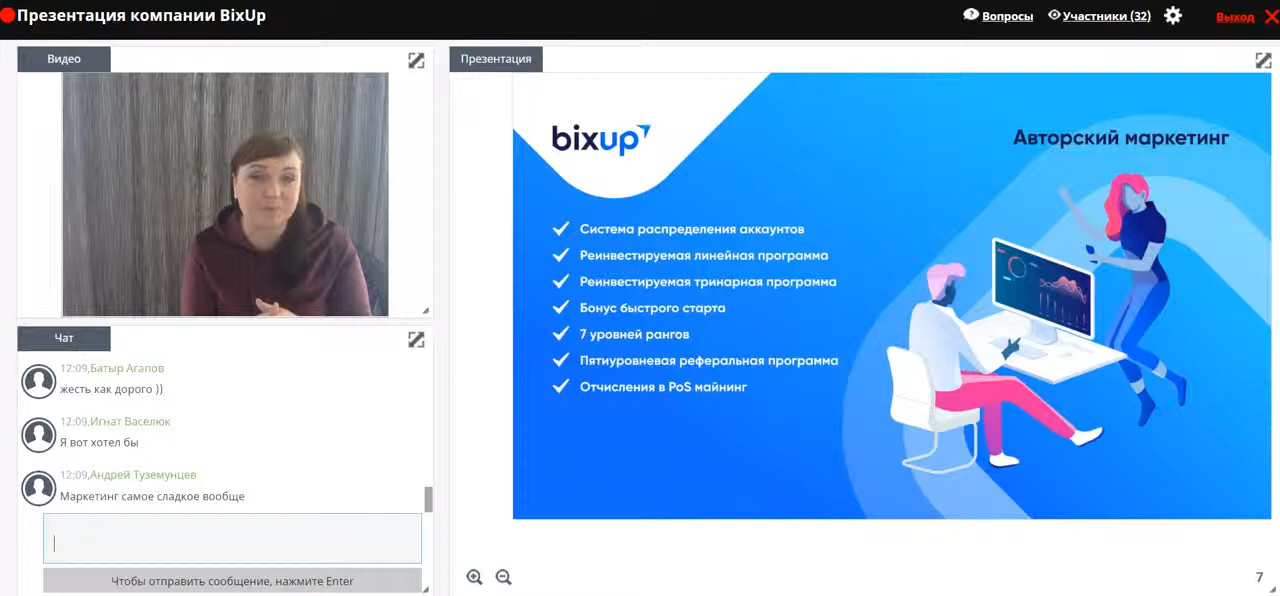 Презентация компании BixUp
Вопросы
Участники (32)
Выход
Видео
Чат
12:09,Батыр Агапов
жесть как дорого ))
12:09,Игнат Васелюк
Я вот хотел бы
12:09,Андрей Туземунцев
Маркетинг самое сладкое вообще
Чтобы отправить сообщение, нажмите Enter
Презентация
bixup
Авторский маркетинг
Система распределения аккаунтов
Реинвестируемая линейная программа
Реинвестируемая тринарная программа
Бонус быстрого старта
7 уровней рангов
Пятиуровневая реферальная программа
Отчисления в PoS майнинг
7